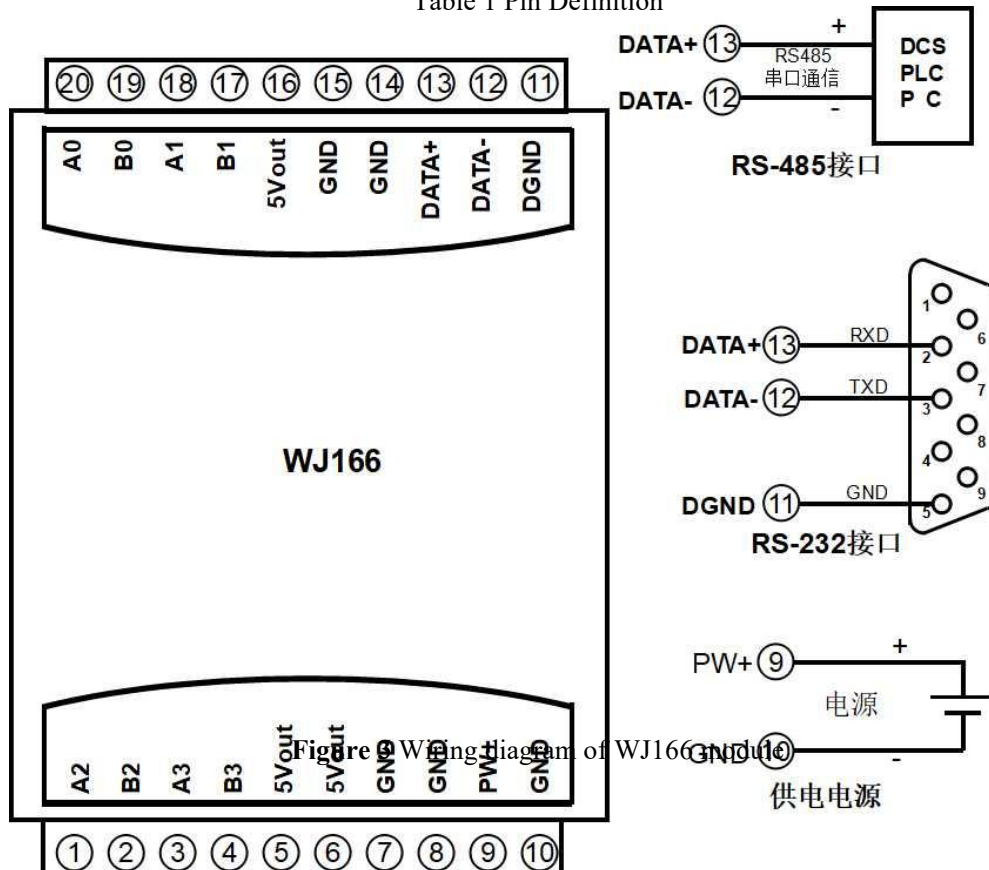 Table 1 Pin Definition
20 19 18 17 16 15 14 13 12 11
A0 B0 A1 B1 5Vout GND GND DATA+ DATA- DGND
WJ166
A2 B2 A3 B3 5Vout 5Vout GND GND PW+ GND
1 2 3 4 5 6 7 8 9 10
DATA+ 13 +
RS485
串口通信
DATA- 12 -
DCS
PLC
P C
RS-485接口
1
6
DATA+ 13 RXD 2
7
DATA- 12 TXD 3
8
4
9
DGND 11 GND 5
RS-232接口
PW+ 9 +
电源
GND 10 -
供电电源
Figure 3 Wiring diagram of WJ166 module